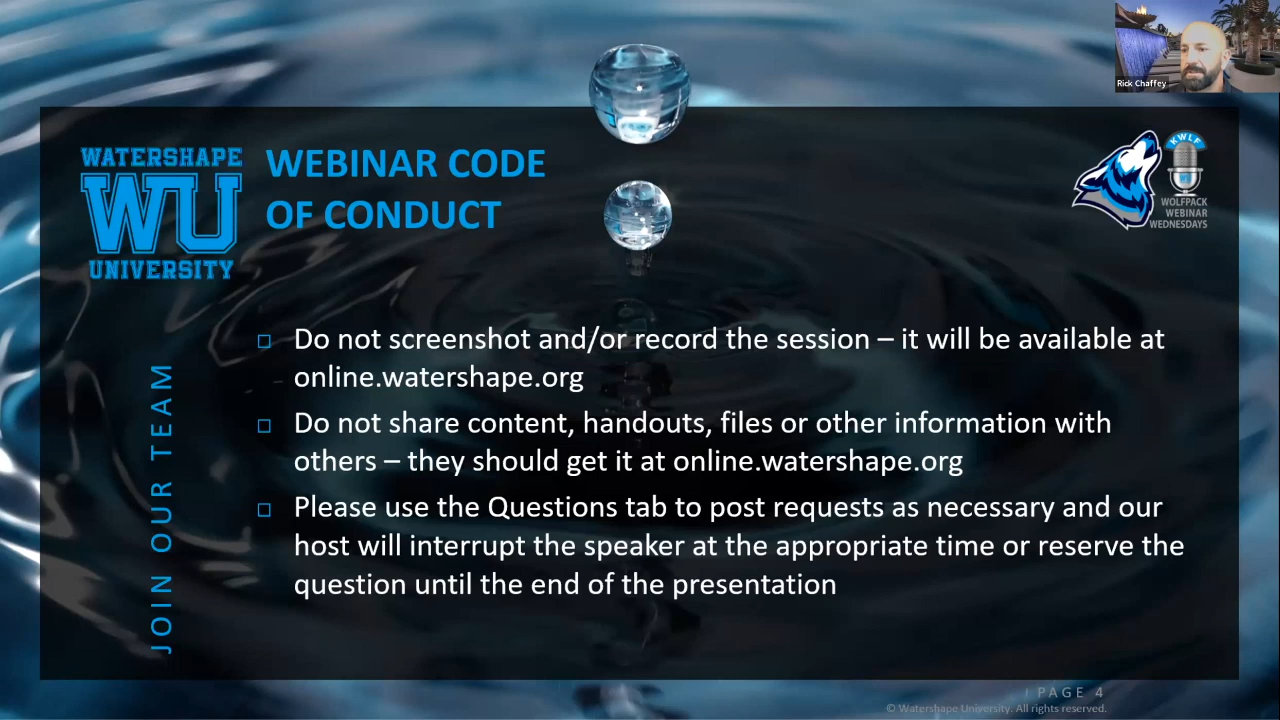 Rick Chaffey
WATERSHAPE
WU
UNIVERSITY
WEBINAR CODE
OF CONDUCT
KWLF
WOLFPACK
WEBINAR
WEDNESDAYS
□ Do not screenshot and/or record the session – it will be available at
online.watershape.org
□ Do not share content, handouts, files or other information with
others – they should get it at online.watershape.org
□ Please use the Questions tab to post requests as necessary and our
host will interrupt the speaker at the appropriate time or reserve the
question until the end of the presentation
JOIN OUR TEAM
| PAGE 4
© Watershape University. All rights reserved.